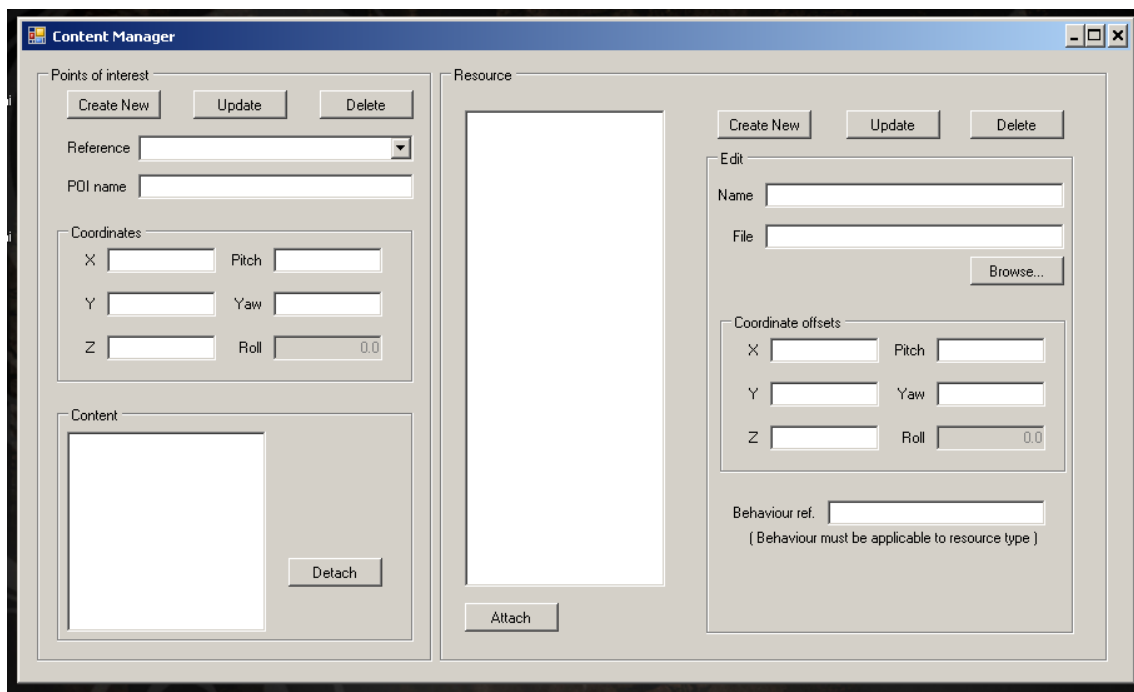 Content Manager
Points of interest
Create New Update Delete
Reference
POI name
Coordinates
X Pitch
Y Yaw
Z Roll 0.0
Content
Detach
Resource
Attach
Create New Update Delete
Edit
Name
File
Browse...
Coordinate offsets
X Pitch
Y Yaw
Z Roll 0.0
Behaviour ref.
( Behaviour must be applicable to resource type )